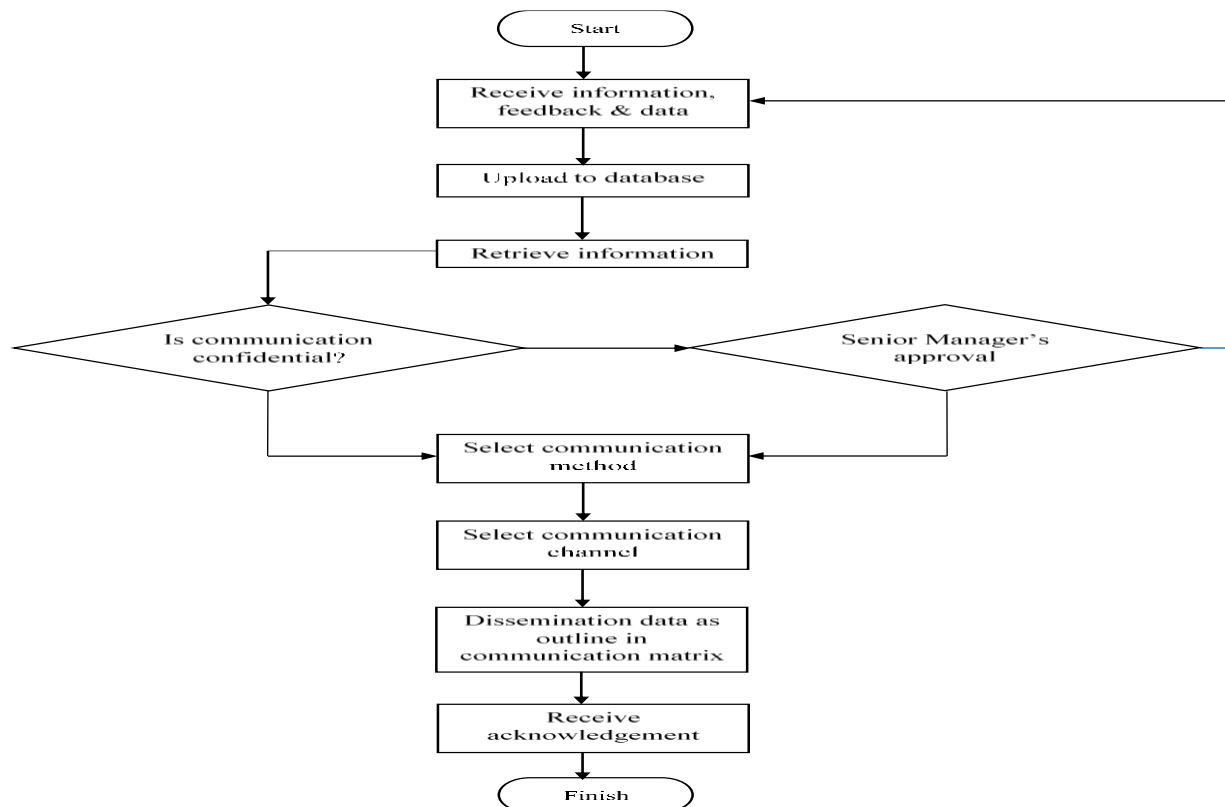 Start
Receive information,
feedback & data
Upload to database
Retrieve information
Is communication
confidential?
Senior Manager's
approval
Select communication
method
Select communication
channel
Dissemination data as
outline in
communication matrix
Receive
acknowledgement
Finish